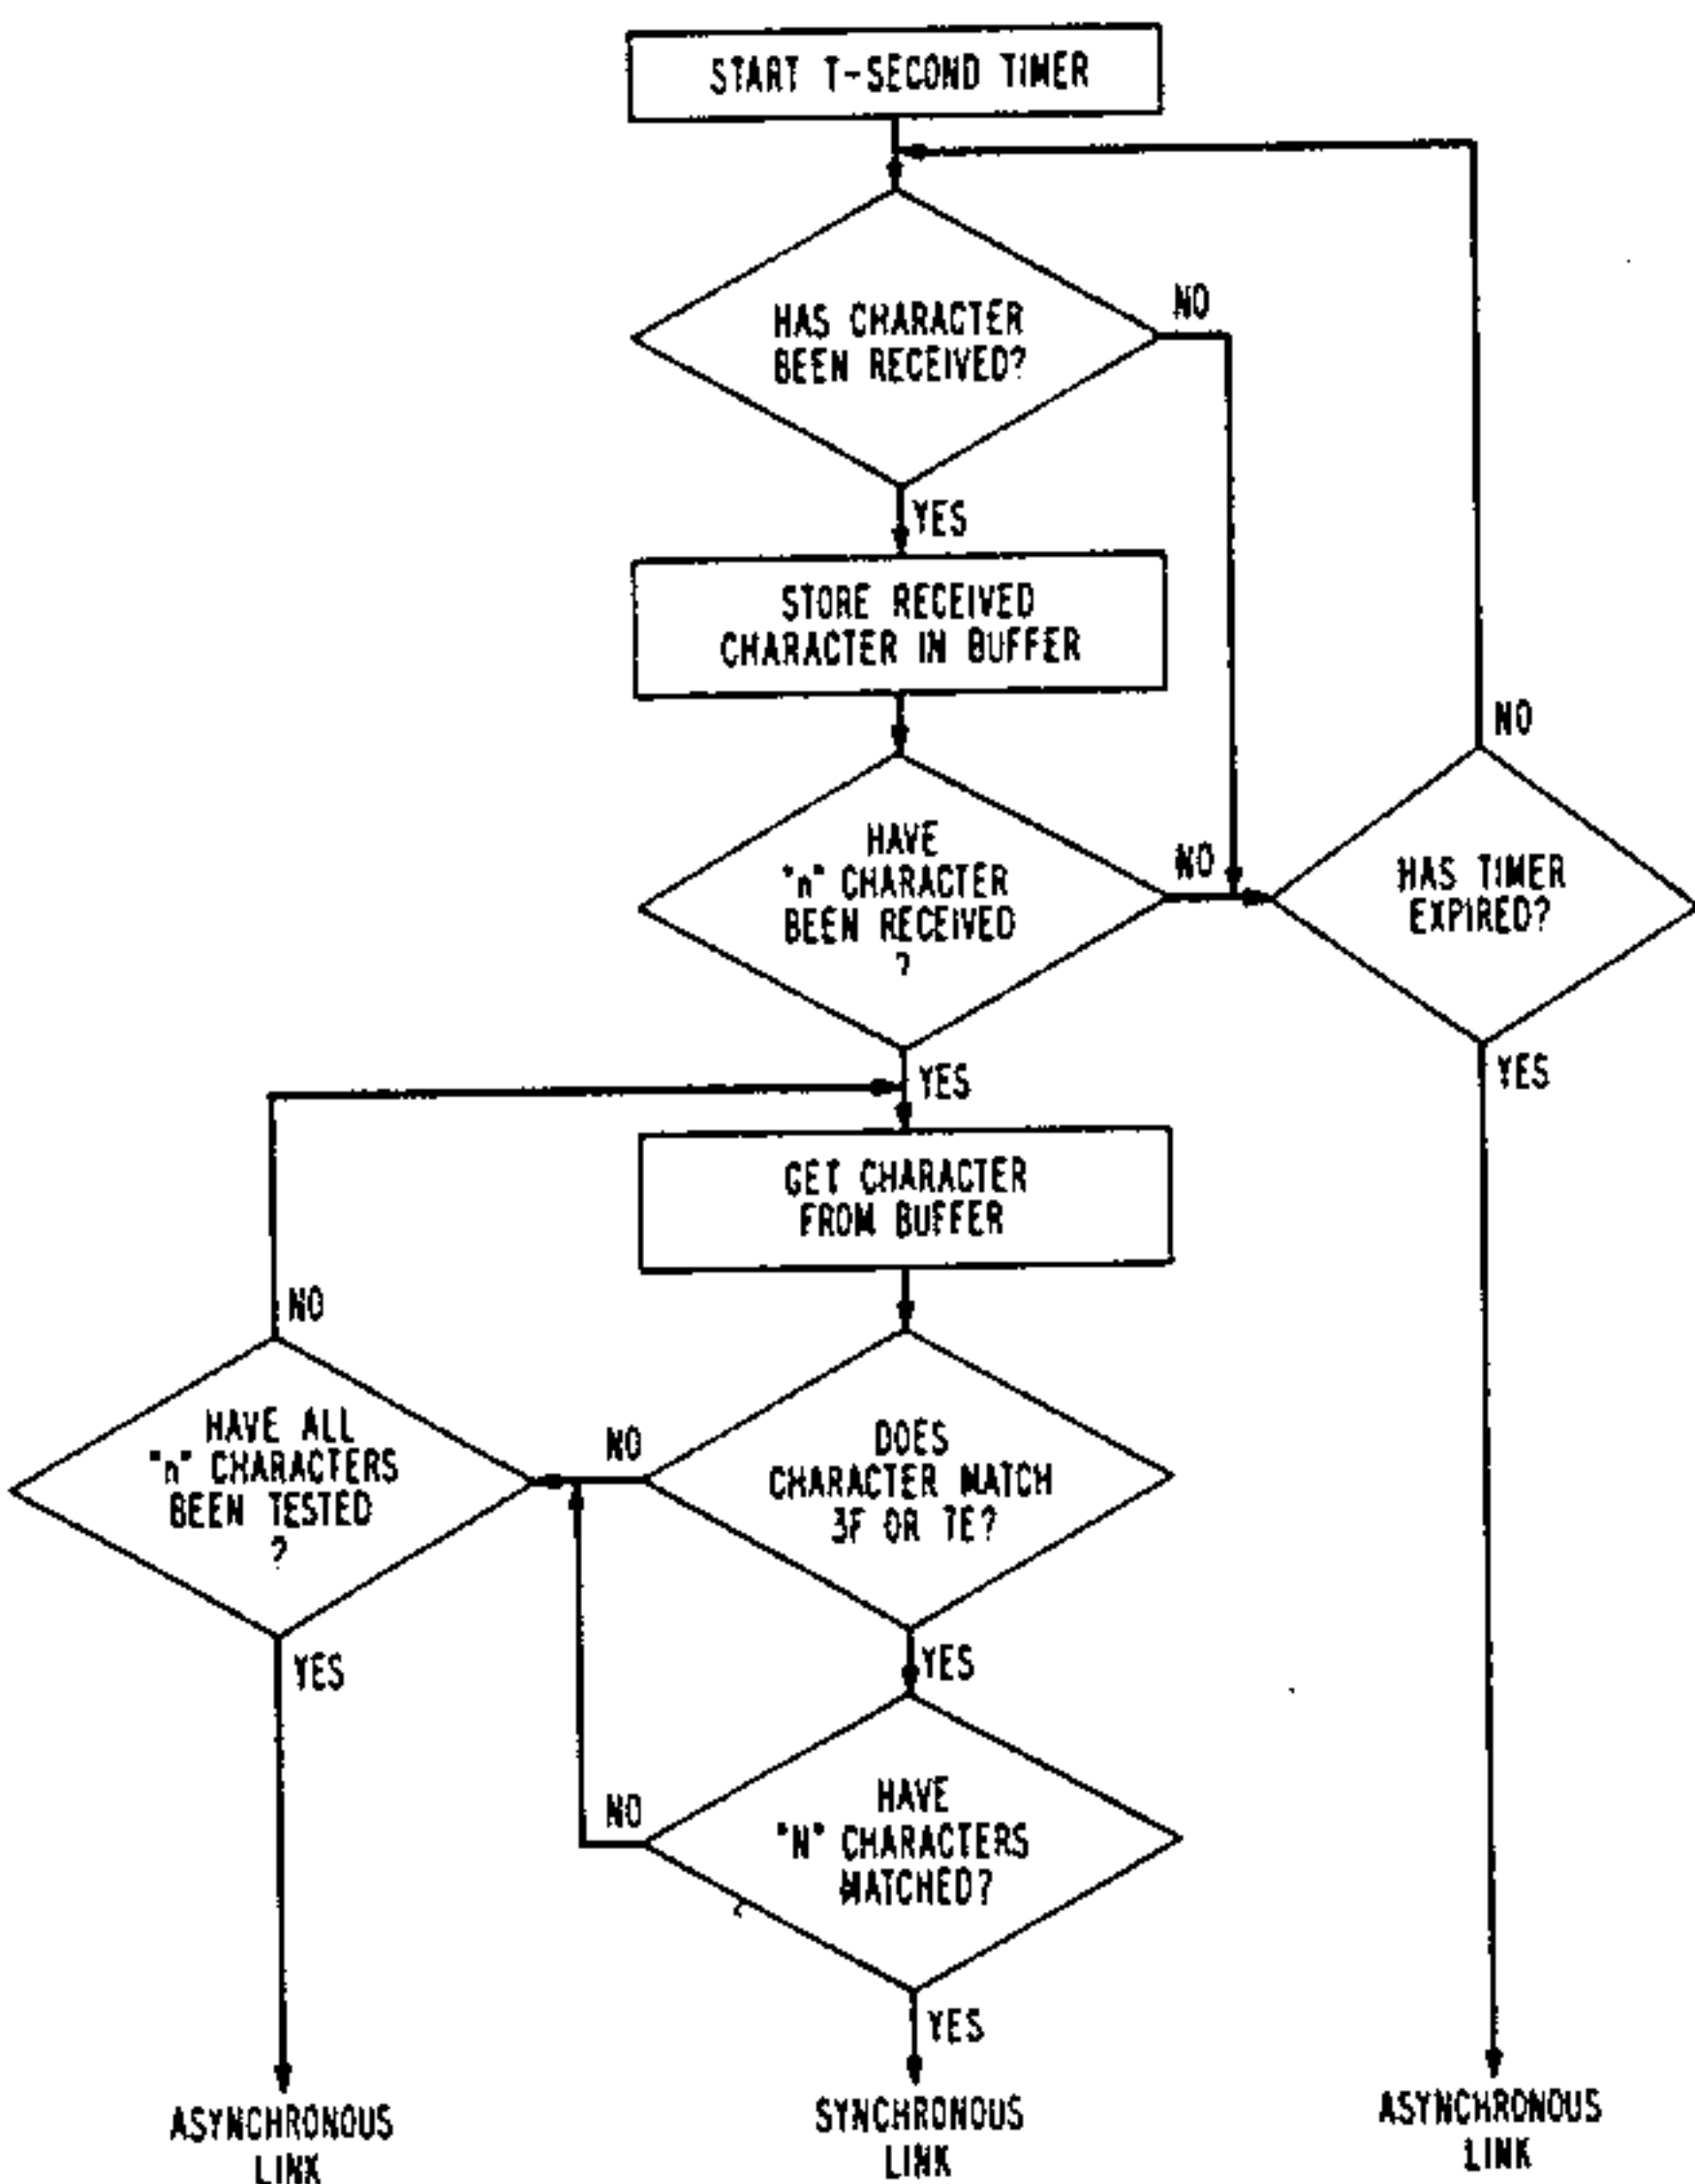 START T-SECOND TIMER
HAS CHARACTER
BEEN RECEIVED?
NO
YES
STORE RECEIVED
CHARACTER IN BUFFER
HAVE
"n" CHARACTER
BEEN RECEIVED
?
NO
HAS TIMER
EXPIRED?
NO
YES
YES
GET CHARACTER
FROM BUFFER
NO
HAVE ALL
"n" CHARACTERS
BEEN TESTED
?
NO
DOES
CHARACTER MATCH
3F OR 7E?
YES
YES
NO
HAVE
"N" CHARACTERS
MATCHED?
YES
ASYNCHRONOUS
LINK
SYNCHRONOUS
LINK
ASYNCHRONOUS
LINK